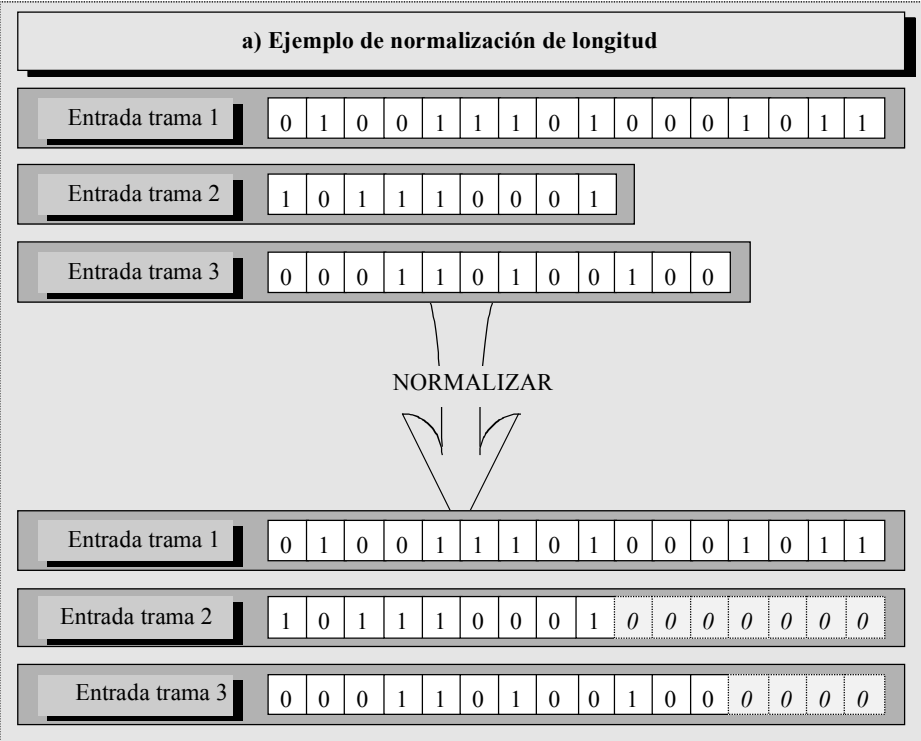 a) Ejemplo de normalización de longitud
Entrada trama 1 0 1 0 0 1 1 1 0 1 0 0 0 1 0 1 1
Entrada trama 2 1 0 1 1 1 0 0 0 1
Entrada trama 3 0 0 0 1 1 0 1 0 0 1 0 0
NORMALIZAR
Entrada trama 1 0 1 0 0 1 1 1 0 1 0 0 0 1 0 1 1
Entrada trama 2 1 0 1 1 1 0 0 0 1 0 0 0 0 0 0 0
Entrada trama 3 0 0 0 1 1 0 1 0 0 1 0 0 0 0 0 0